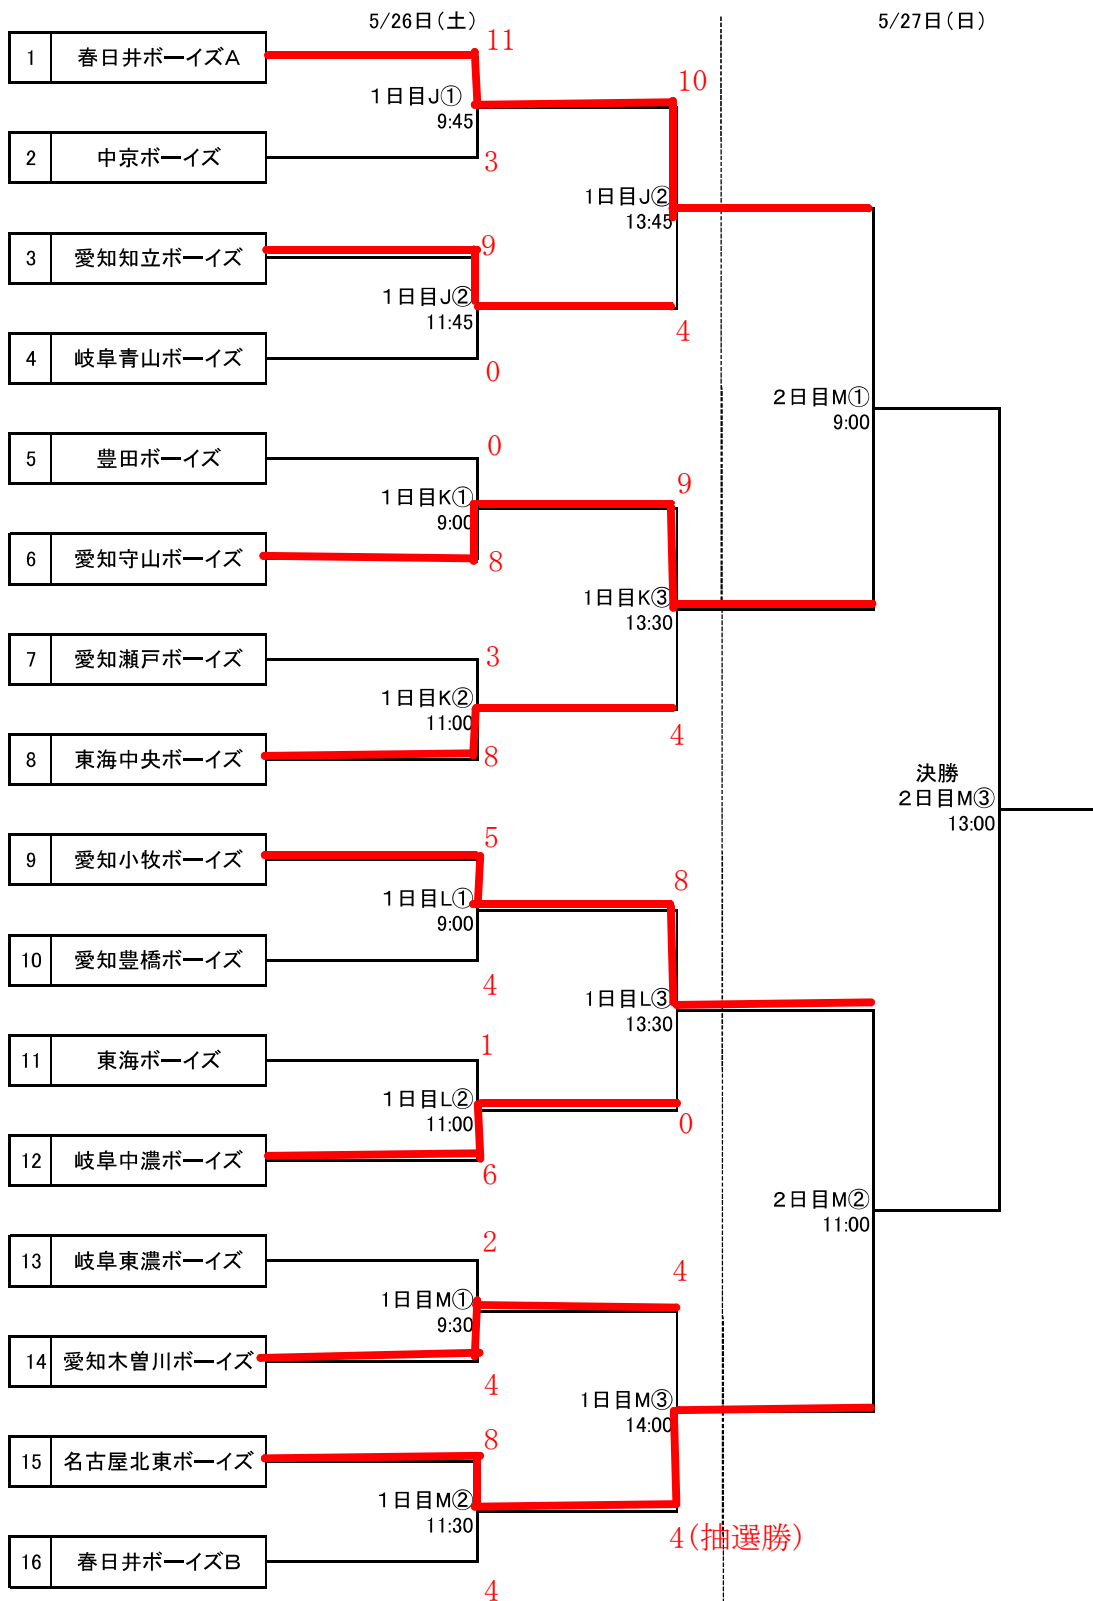 5/26日(土)
5/27日(日)
11
1 春日井ボーイズA
10
1日目J①
9:45
2 中京ボーイズ
3
1日目J②
13:45
3 愛知知立ボーイズ
9
1日目J②
11:45
4
4 岐阜青山ボーイズ
0
2日目M①
9:00
5 豊田ボーイズ
0
9
1日目K①
9:00
6 愛知守山ボーイズ
8
1日目K③
13:30
7 愛知瀬戸ボーイズ
3
1日目K②
11:00
4
8 東海中央ボーイズ
8
決勝
2日目M③
13:00
5
9 愛知小牧ボーイズ
8
1日目L①
9:00
10 愛知豊橋ボーイズ
4
1日目L③
13:30
11 東海ボーイズ
1
1日目L②
11:00
0
12 岐阜中濃ボーイズ
6
2日目M②
11:00
13 岐阜東濃ボーイズ
2
4
1日目M①
9:30
14 愛知木曽川ボーイズ
4
1日目M③
14:00
15 名古屋北東ボーイズ
8
1日目M②
11:30
4(抽選勝)
16 春日井ボーイズB
4